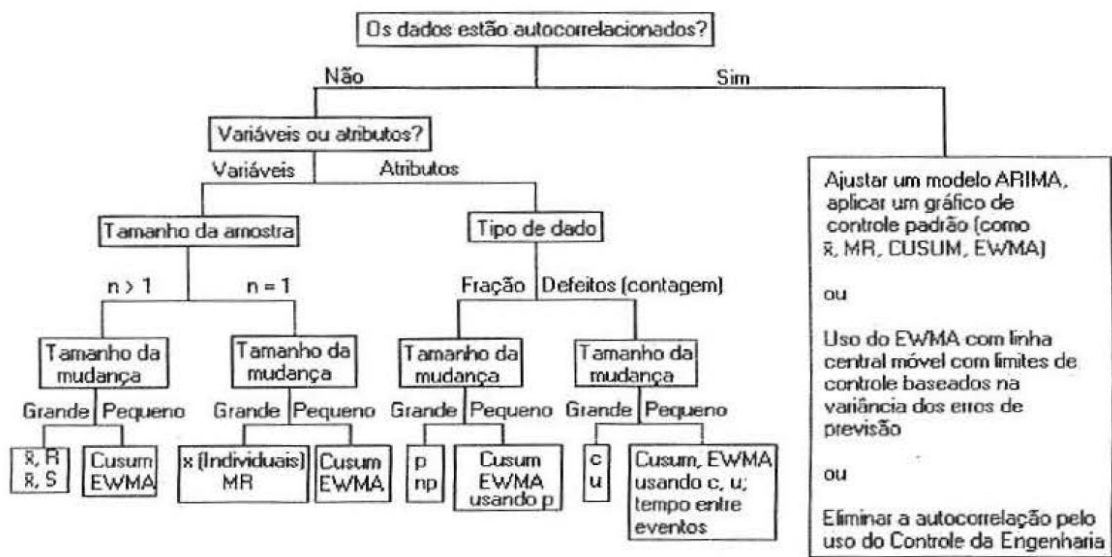 Os dados estão autocorrelacionados?
Não
Sim
Variáveis ou atributos?
Variáveis
Atributos
Tamanho da amostra
Tipo de dado
n > 1
n = 1
Fração
Defeitos (contagem)
Tamanho da
mudança
Tamanho da
mudança
Tamanho da
mudança
Tamanho da
mudança
Grande
Pequeno
Grande
Pequeno
Grande
Pequeno
Grande
Pequeno
x̄, R
x̄, S
Cusum
EWMA
x (Individuais)
MR
Cusum
EWMA
p
np
Cusum
EWMA
usando p
c
u
Cusum, EWMA
usando c, u;
tempo entre
eventos
Ajustar um modelo ARIMA,
aplicar um gráfico de
controle padrão (como
x̄, MR, CUSUM, EWMA)
ou
Uso do EWMA com linha
central móvel com limites de
controle baseados na
variância dos erros de
previsão
ou
Eliminar a autocorrelação pelo
uso do Controle da Engenharia